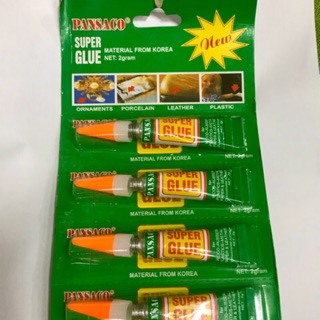 PANSACO®
SUPER
GLUE
MATERIAL FROM KOREA
NET: 2gram
New
ORNAMENTS PORCELAIN LEATHER PLASTIC
PANSACO
SUPER
GLUE
MATERIAL FROM KOREA
NET: 2gram
PANSACO
SUPER
GLUE
MATERIAL FROM KOREA
NET: 2gram
PANSACO
SUPER
GLUE
MATERIAL FROM KOREA
NET: 2gram
PANSACO
SUPER